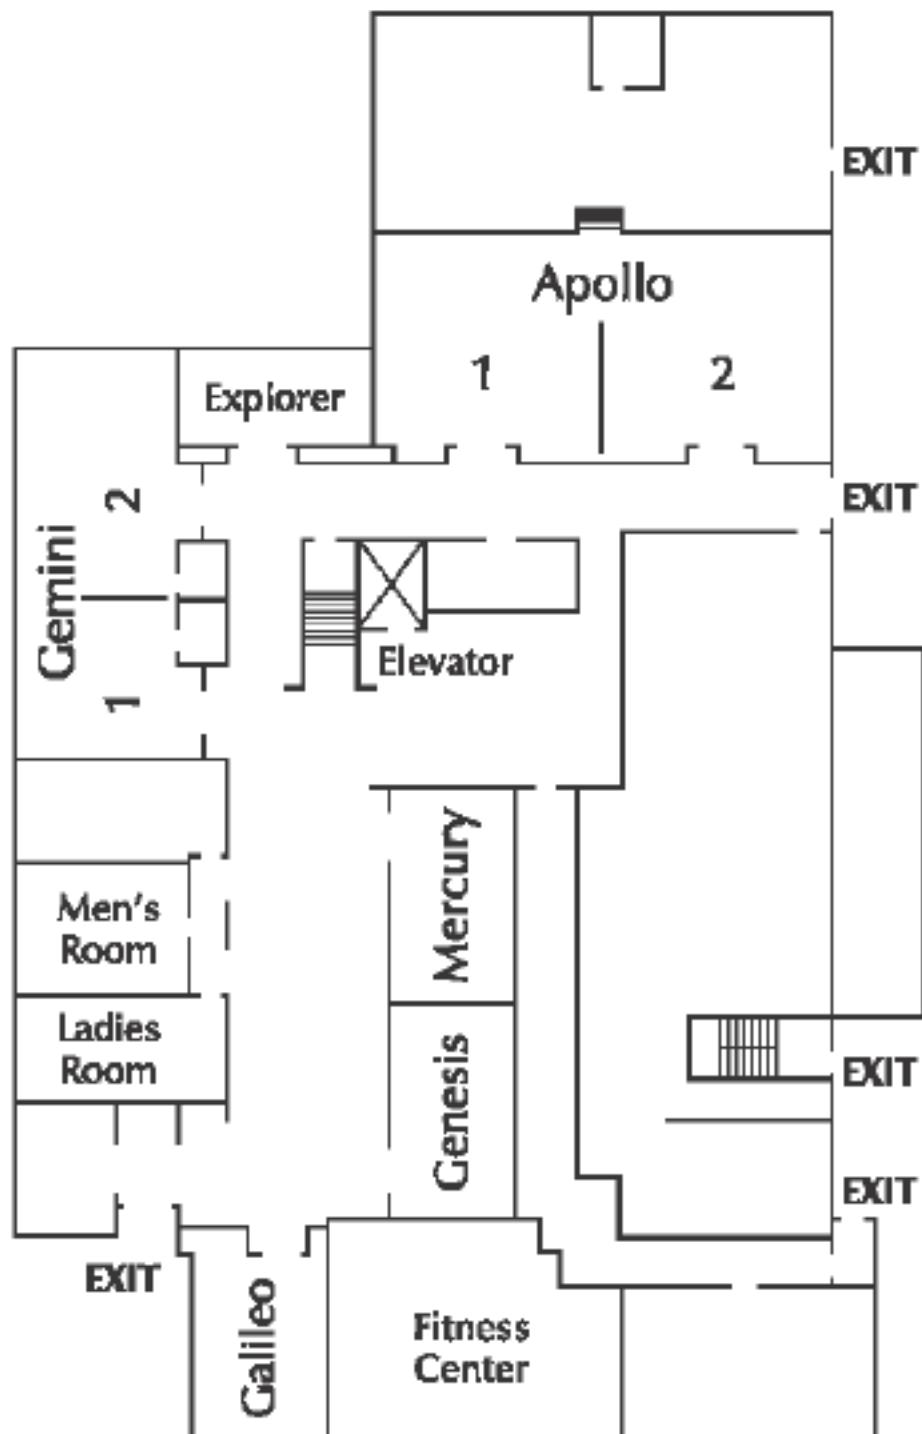 EXIT
Apollo
1
2
Explorer
EXIT
2
Gemini
1
Elevator
Mercury
Men's
Room
Ladies
Room
Genesis
EXIT
EXIT
EXIT
Galileo
Fitness
Center